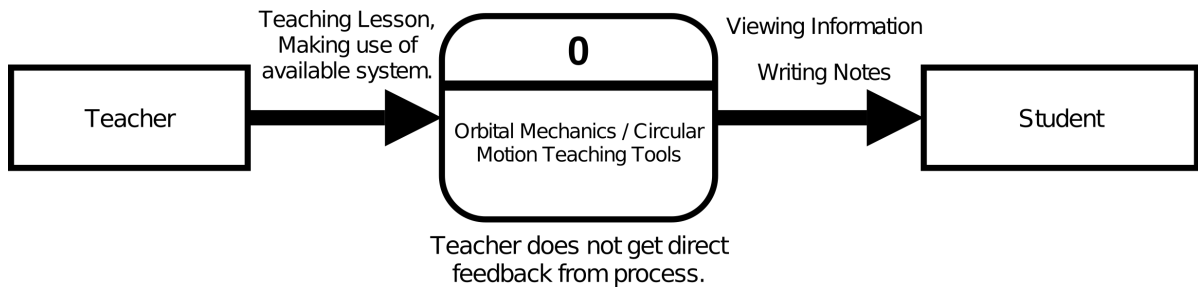 Teaching Lesson,
Making use of
available system.
0
Viewing Information
Writing Notes
Teacher
Orbital Mechanics / Circular
Motion Teaching Tools
Student
Teacher does not get direct
feedback from process.